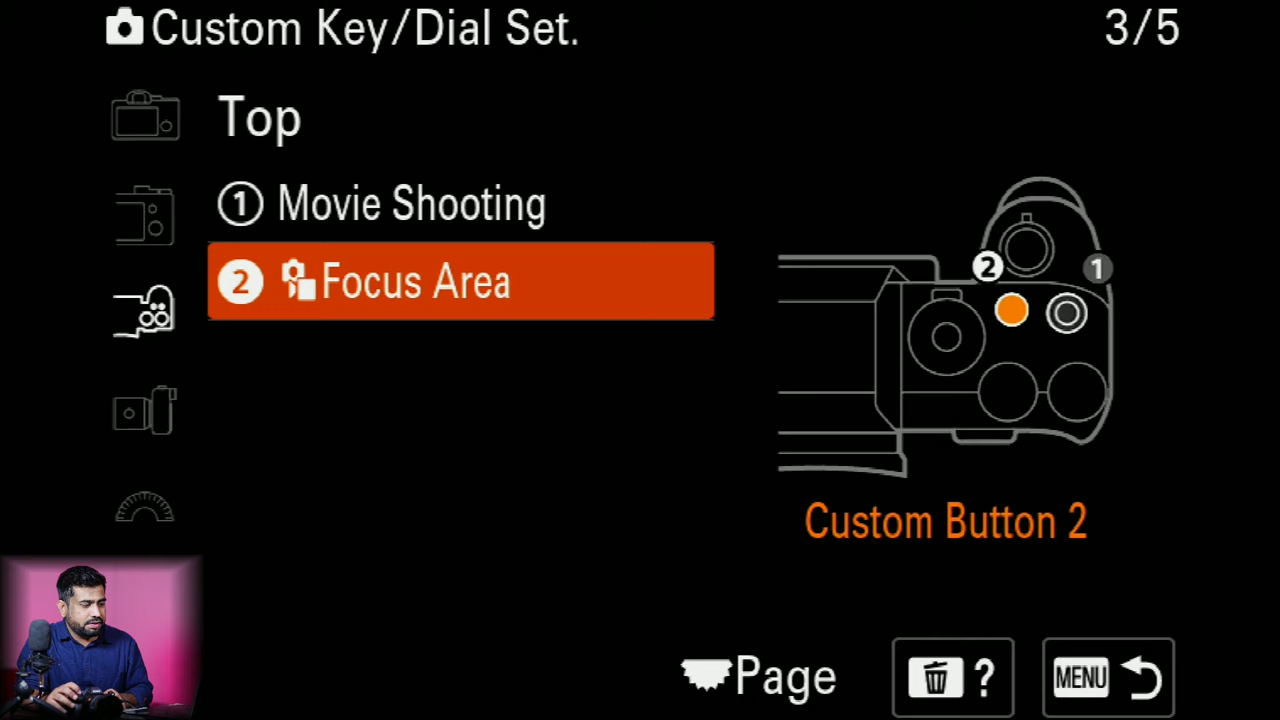 Custom Key/Dial Set.
3/5
Top
① Movie Shooting
② Focus Area
2
1
Custom Button 2
Page
?
MENU